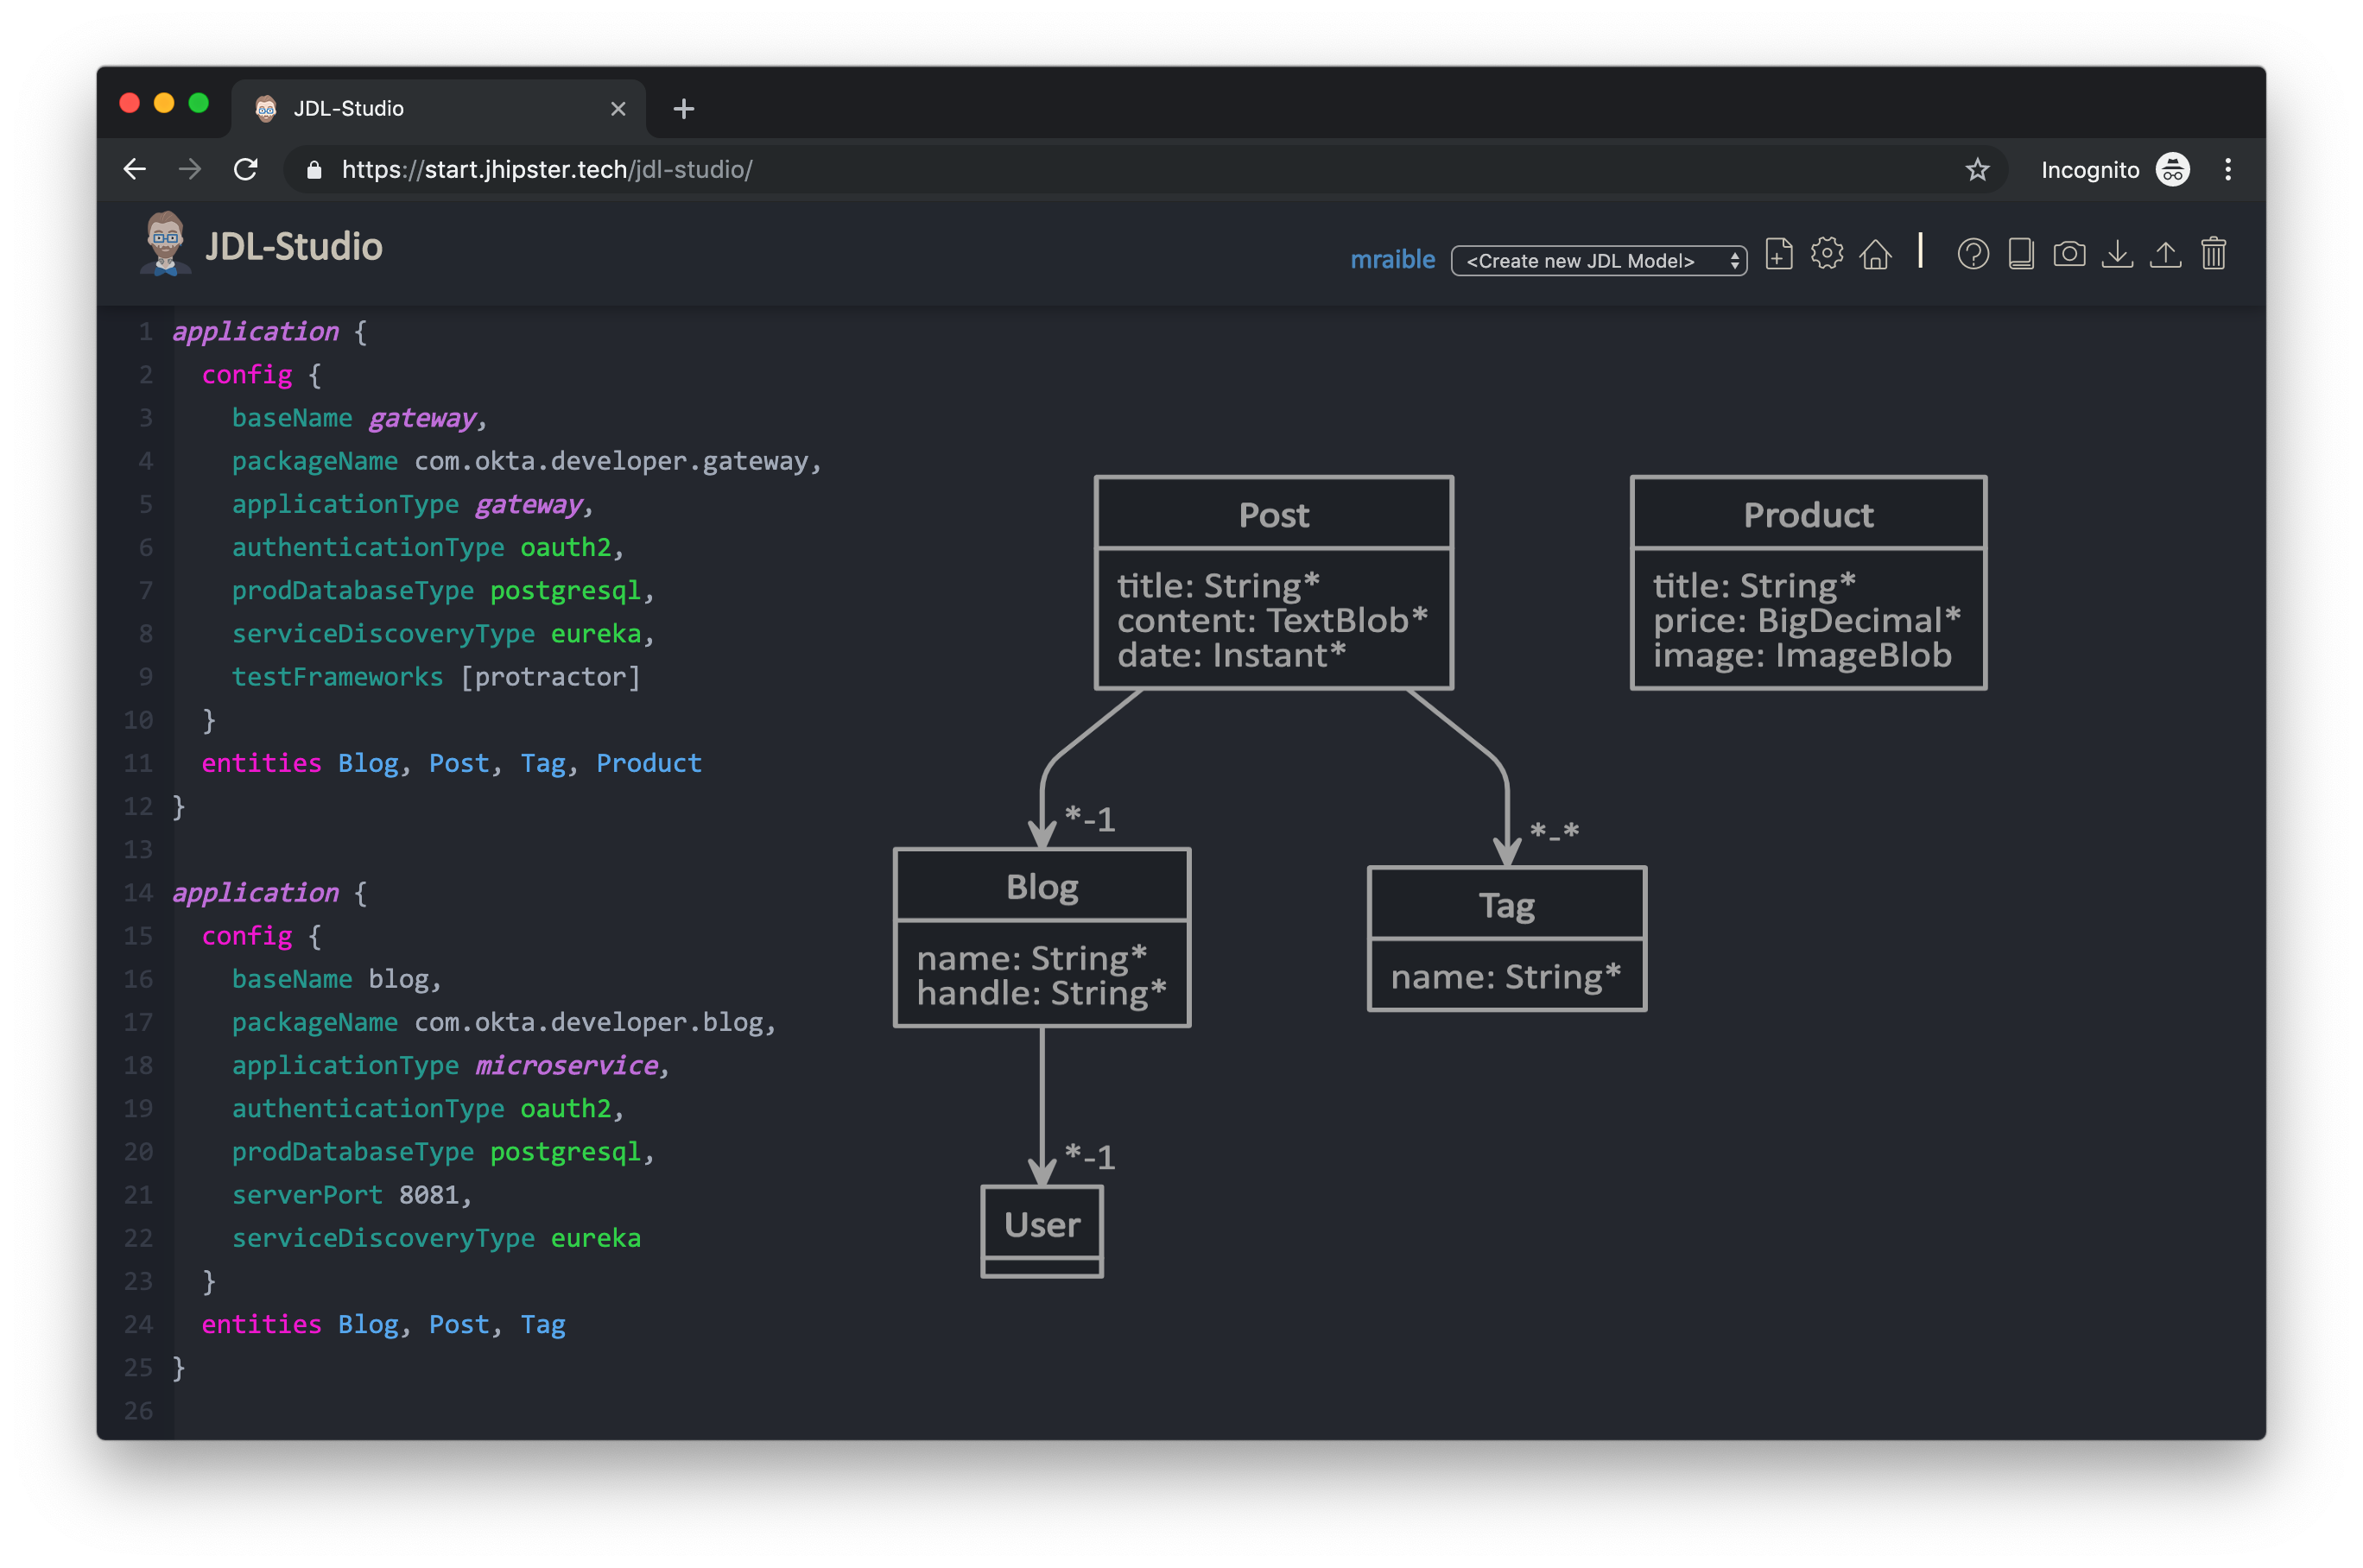 JDL-Studio
https://start.jhipster.tech/jdl-studio/
Incognito
JDL-Studio
mraible
<Create new JDL Model>
1 application {
2 config {
3 baseName gateway,
4 packageName com.okta.developer.gateway,
5 applicationType gateway,
6 authenticationType oauth2,
7 prodDatabaseType postgresql,
8 serviceDiscoveryType eureka,
9 testFrameworks [protractor]
10 }
11 entities Blog, Post, Tag, Product
12 }
13
14 application {
15 config {
16 baseName blog,
17 packageName com.okta.developer.blog,
18 applicationType microservice,
19 authenticationType oauth2,
20 prodDatabaseType postgresql,
21 serverPort 8081,
22 serviceDiscoveryType eureka
23 }
24 entities Blog, Post, Tag
25 }
26
Post
title: String*
content: TextBlob*
date: Instant*
Product
title: String*
price: BigDecimal*
image: ImageBlob
*-1
*-*
Blog
name: String*
handle: String*
Tag
name: String*
*-1
User